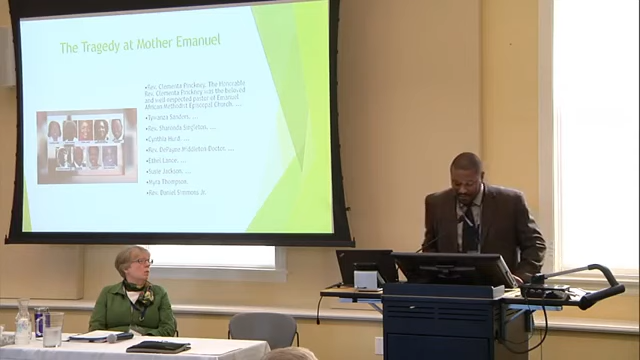 The Tragedy at Mother Emanuel
•Rev. Clementa Pinckney, The Honorable
Rev. Clementa Pinckney was the beloved
and well-respected pastor of Emanuel
African Methodist Episcopal Church. ....
•Tywanza Sanders. ...
•Rev. Sharonda Singleton. ...
•Cynthia Hurd. ...
•Rev. DePayne Middleton-Doctor. ...
•Ethel Lance. ...
•Susie Jackson. ...
•Myra Thompson.
•Rev. Daniel Simmons Jr.